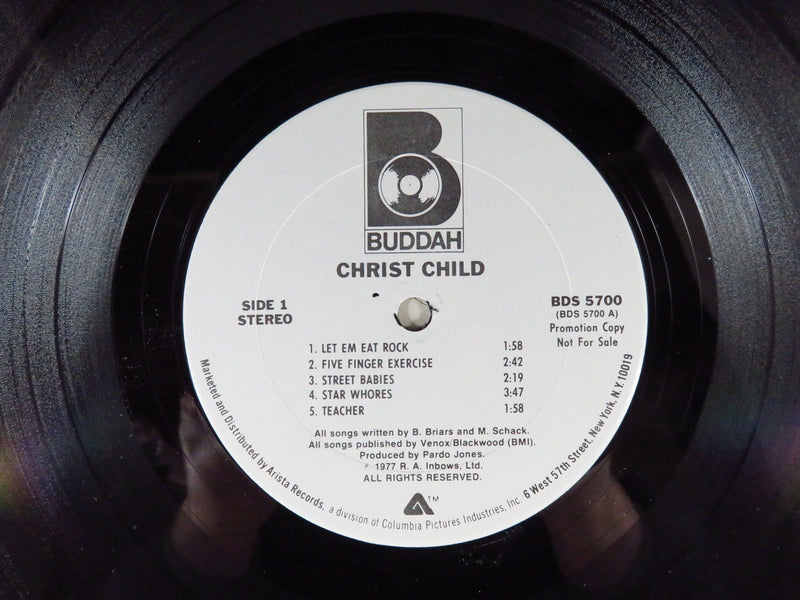 B
BUDDAH
CHRIST CHILD
SIDE 1
STEREO
BDS 5700
(BDS 5700 A)
Promotion Copy
Not For Sale
1. LET EM EAT ROCK 1:58
2. FIVE FINGER EXERCISE 2:42
3. STREET BABIES 2:19
4. STAR WHORES 3:47
5. TEACHER 1:58
All songs written by B. Briars and M. Schack.
All songs published by Venox/Blackwood (BMI).
Produced by Pardo Jones.
℗ 1977 R. A. Inbows, Ltd.
ALL RIGHTS RESERVED.
TM
Marketed and Distributed by Arista Records, a division of Columbia Pictures Industries, Inc. 6 West 57th Street, New York, N.Y. 10019